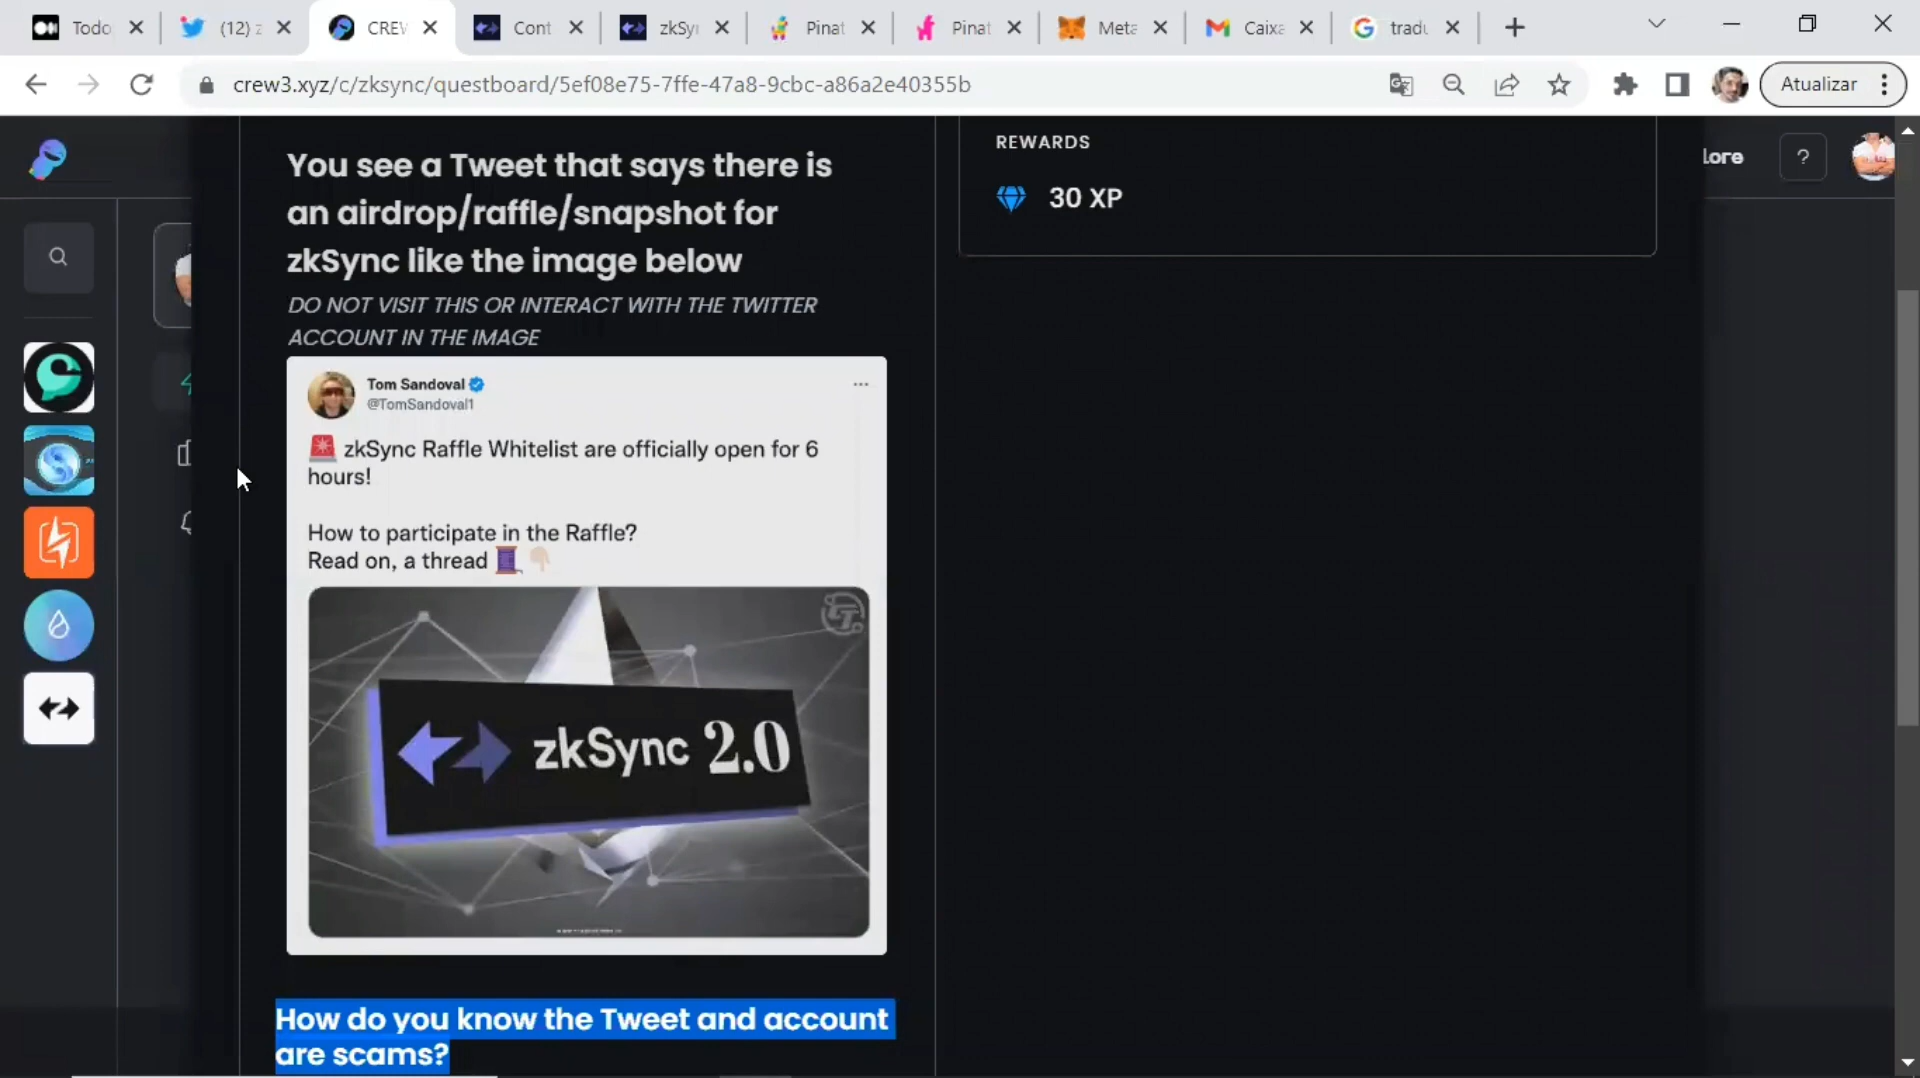 Todo
(12) z
CREW
Cont
zkSy
Pinat
Pinat
Meta
Caixa
tradu
crew3.xyz/c/zksync/questboard/5ef08e75-7ffe-47a8-9cbc-a86a2e40355b
Atualizar
lore
?
REWARDS
30 XP
You see a Tweet that says there is
an airdrop/raffle/snapshot for
zkSync like the image below
DO NOT VISIT THIS OR INTERACT WITH THE TWITTER
ACCOUNT IN THE IMAGE
Tom Sandoval
@TomSandoval1
zkSync Raffle Whitelist are officially open for 6
hours!
How to participate in the Raffle?
Read on, a thread
zkSync 2.0
How do you know the Tweet and account
are scams?